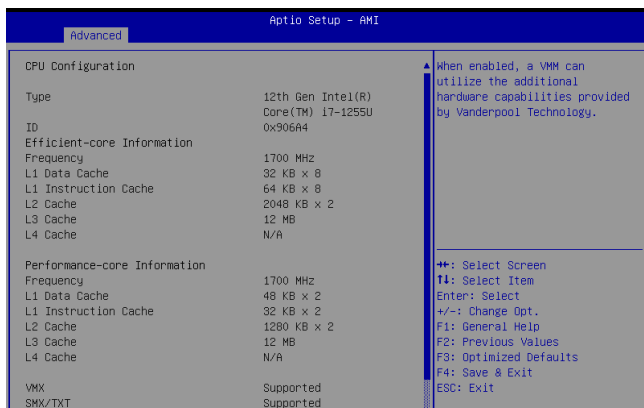 Aptio Setup – AMI
Advanced
CPU Configuration
Type 12th Gen Intel(R)
Core(TM) i7-1255U
ID 0x906A4
Efficient-core Information
Frequency 1700 MHz
L1 Data Cache 32 KB x 8
L1 Instruction Cache 64 KB x 8
L2 Cache 2048 KB x 2
L3 Cache 12 MB
L4 Cache N/A
Performance-core Information
Frequency 1700 MHz
L1 Data Cache 48 KB x 2
L1 Instruction Cache 32 KB x 2
L2 Cache 1280 KB x 2
L3 Cache 12 MB
L4 Cache N/A
VMX Supported
SMX/TXT Supported
When enabled, a VMM can
utilize the additional
hardware capabilities provided
by Vanderpool Technology.
→←: Select Screen
↑↓: Select Item
Enter: Select
+/-: Change Opt.
F1: General Help
F2: Previous Values
F3: Optimized Defaults
F4: Save & Exit
ESC: Exit